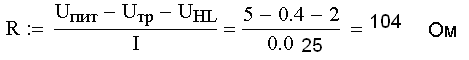 R := (Uпит − Uтр − UHL) / I = (5 − 0.4 − 2) / 0.0 25 = 104 Ом